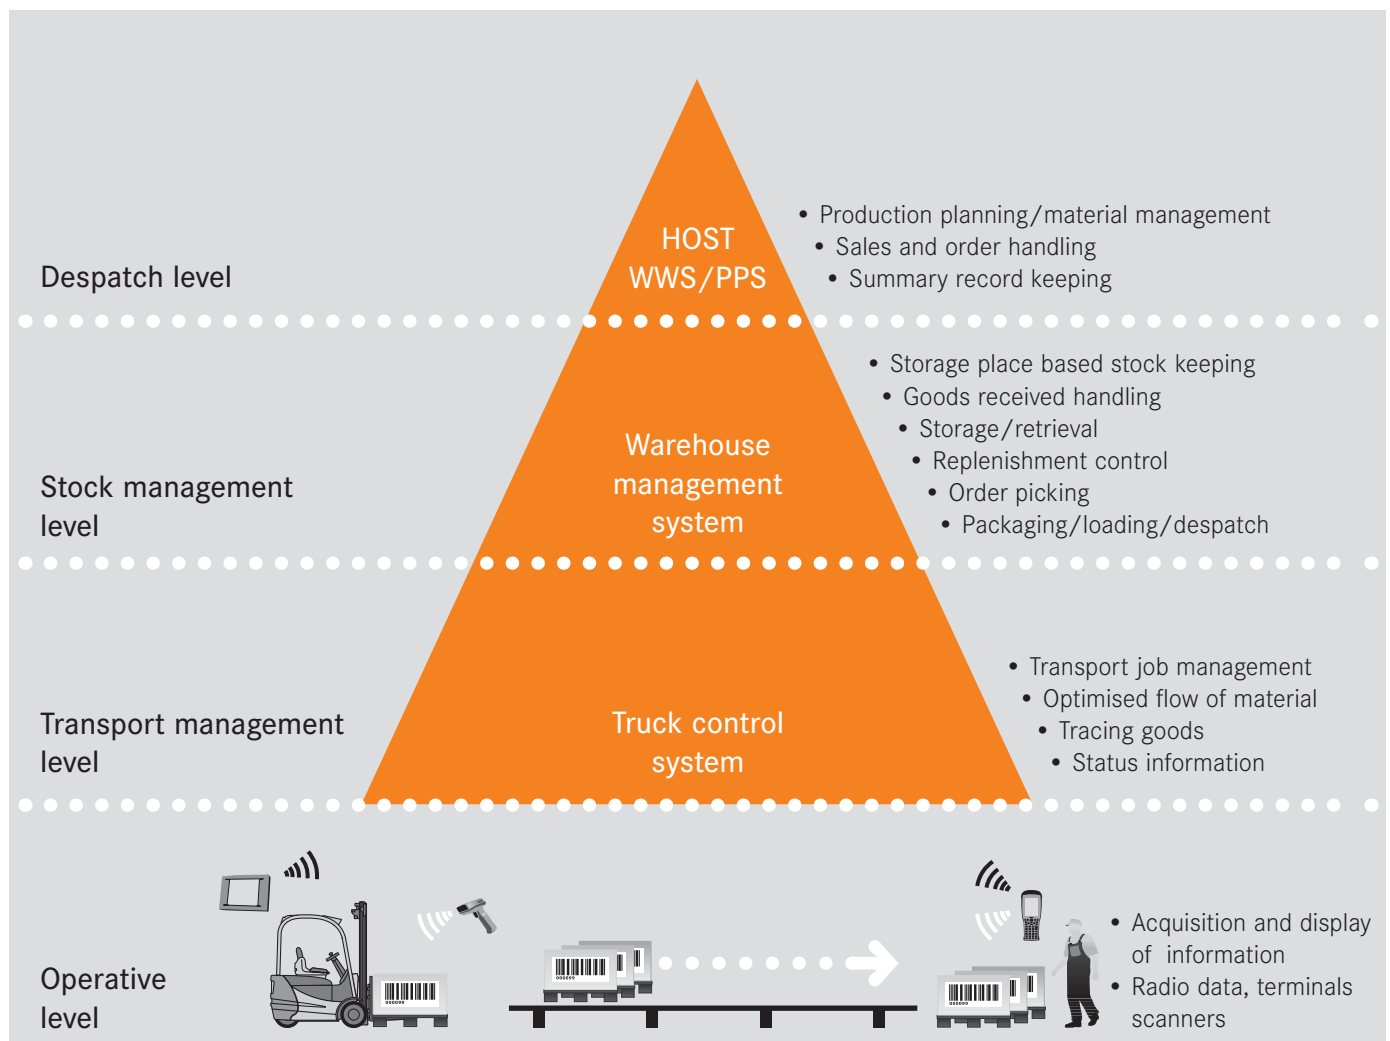 HOST
WWS/PPS
Despatch level
• Production planning/material management
• Sales and order handling
• Summary record keeping
Warehouse
management
system
Stock management
level
• Storage place based stock keeping
• Goods received handling
• Storage/retrieval
• Replenishment control
• Order picking
• Packaging/loading/despatch
Truck control
system
Transport management
level
• Transport job management
• Optimised flow of material
• Tracing goods
• Status information
Operative
level
000099
000099
000099
• Acquisition and display
of information
• Radio data, terminals
scanners